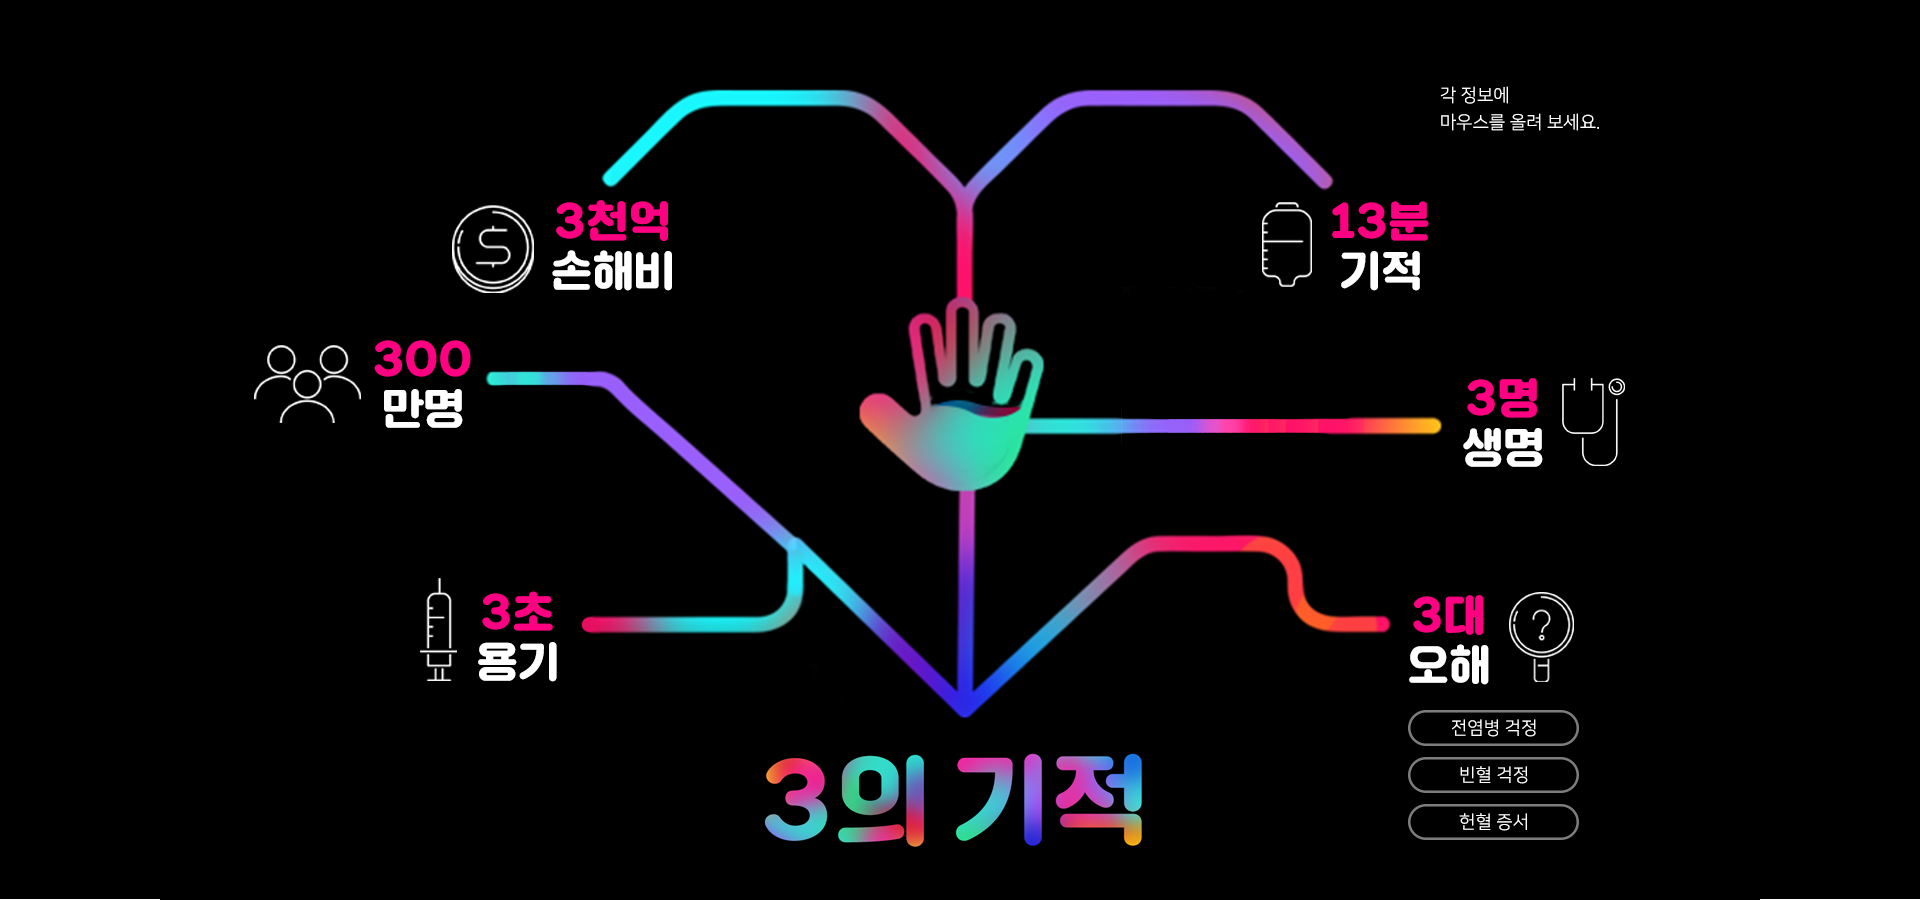 각 정보에
마우스를 올려 보세요.
3천억
손해비
13분
기적
300
만명
3명
생명
3초
용기
3대
오해
전염병 걱정
빈혈 걱정
헌혈 증서
3의 기적